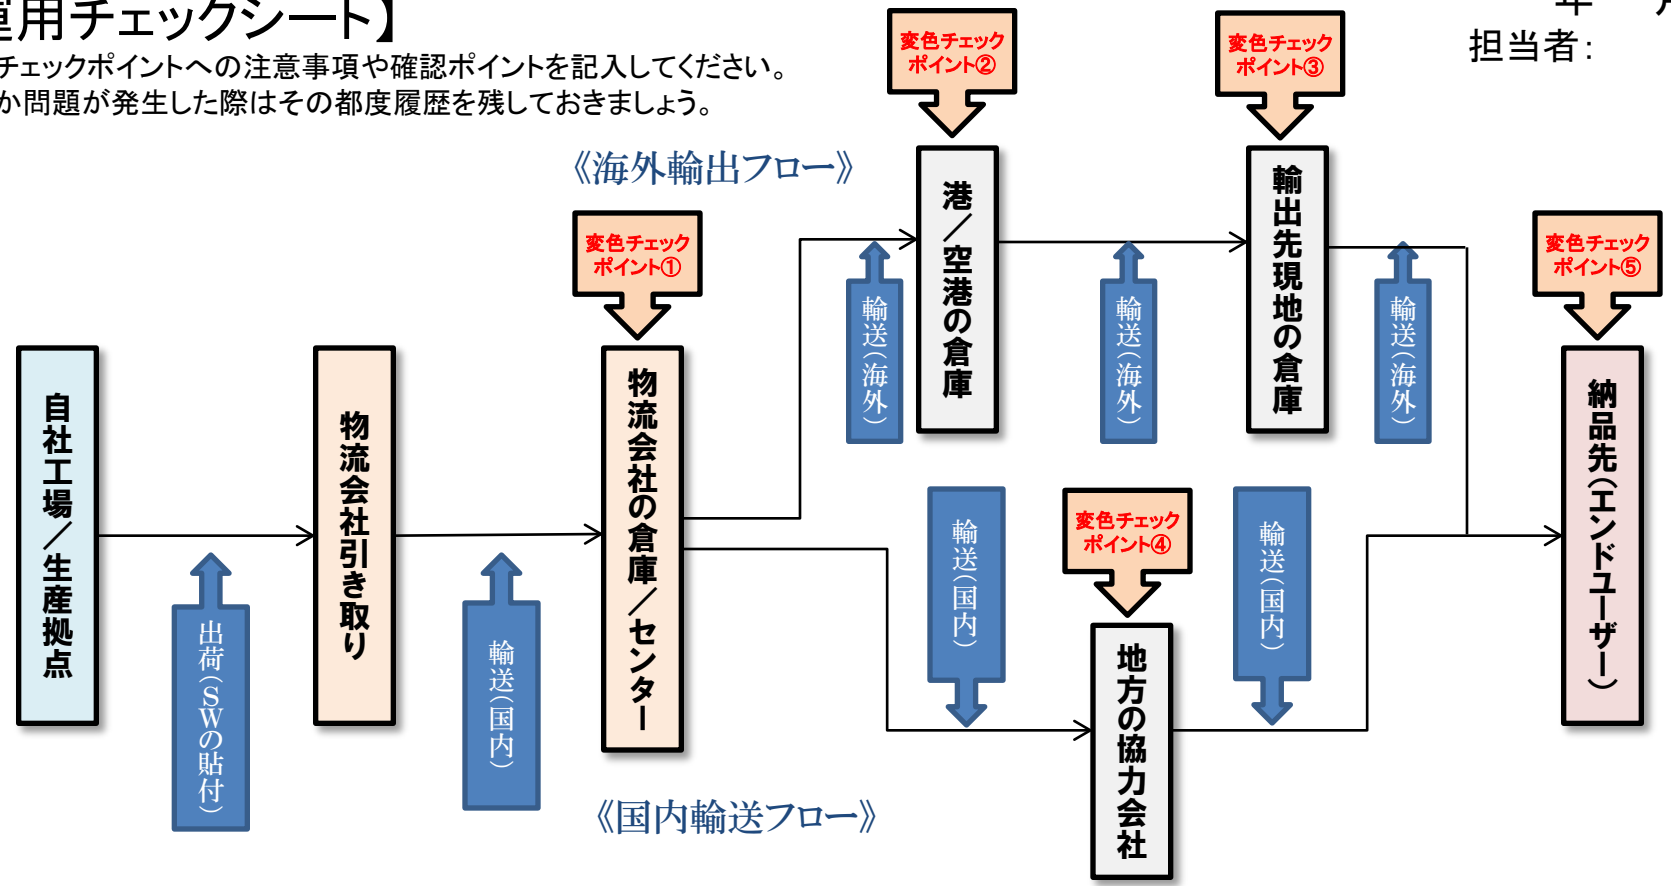 運用チェックシート】
チェックポイントへの注意事項や確認ポイントを記入してください。
か問題が発生した際はその都度履歴を残しておきましょう。
年 月
担当者：
《海外輸出フロー》
変色チェック
ポイント①
変色チェック
ポイント②
変色チェック
ポイント③
変色チェック
ポイント⑤
自社工場／生産拠点
出荷（SWの貼付）
物流会社引き取り
輸送（国内）
物流会社の倉庫／センター
輸送（海外）
港／空港の倉庫
輸送（海外）
輸出先現地の倉庫
輸送（海外）
納品先（エンドユーザー）
輸送（国内）
変色チェック
ポイント④
地方の協力会社
輸送（国内）
《国内輸送フロー》